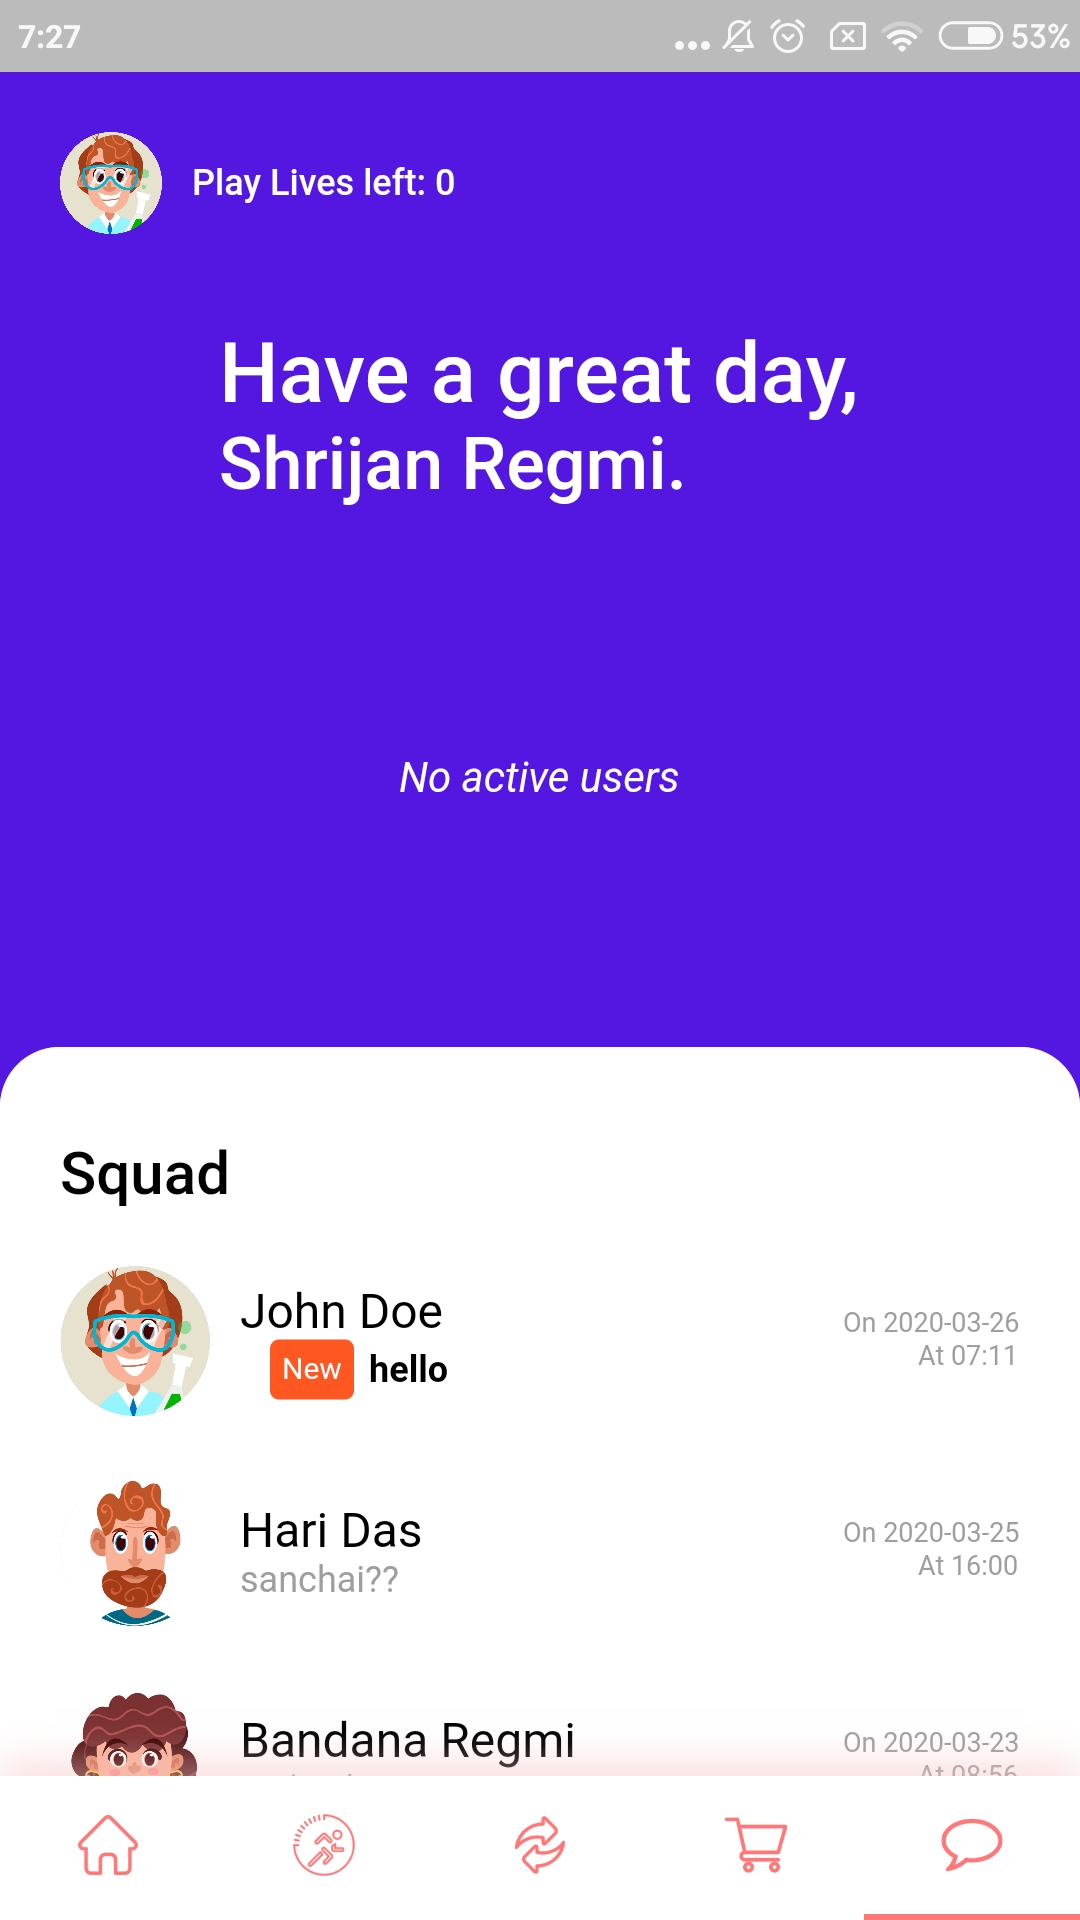 7:27
53%
Play Lives left: 0
Have a great day,
Shrijan Regmi.
No active users
Squad
John Doe
New hello
On 2020-03-26
At 07:11
Hari Das
sanchai??
On 2020-03-25
At 16:00
Bandana Regmi
On 2020-03-23
At 08:56